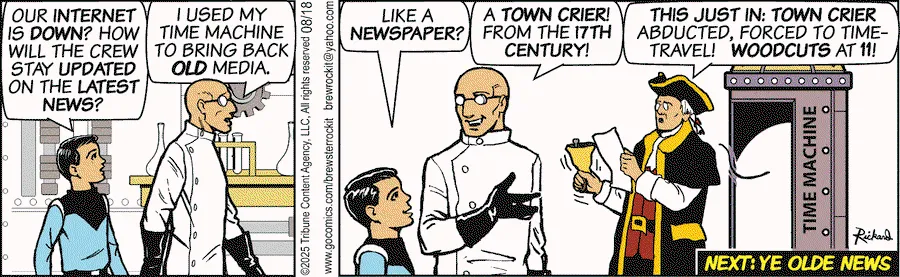 OUR INTERNET
IS DOWN? HOW
WILL THE CREW
STAY UPDATED
ON THE LATEST
NEWS?
I USED MY
TIME MACHINE
TO BRING BACK
OLD MEDIA.
©2025 Tribune Content Agency, LLC, All rights reserved 08/18
www.gocomics.com/brewsterrockit brewrockit@yahoo.com
LIKE A
NEWSPAPER?
A TOWN CRIER!
FROM THE 17TH
CENTURY!
THIS JUST IN: TOWN CRIER
ABDUCTED, FORCED TO TIME-
TRAVEL! WOODCUTS AT 11!
TIME MACHINE
Rickard
NEXT: YE OLDE NEWS